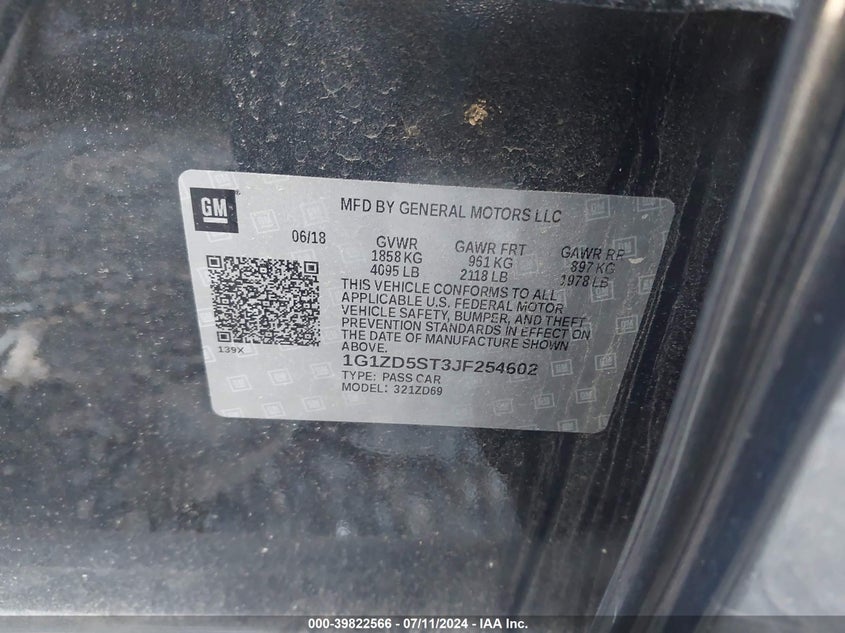 GM
MFD BY GENERAL MOTORS LLC
06/18
GVWR
1858 KG
4095 LB
GAWR FRT
961 KG
2118 LB
GAWR RR
897 KG
1978 LB
THIS VEHICLE CONFORMS TO ALL
APPLICABLE U.S. FEDERAL MOTOR
VEHICLE SAFETY, BUMPER, AND THEFT
PREVENTION STANDARDS IN EFFECT ON
THE DATE OF MANUFACTURE SHOWN
ABOVE.
139X
1G1ZD5ST3JF254602
TYPE: PASS CAR
MODEL: 321ZD69
000-39822566 - 07/11/2024 - IAA Inc.